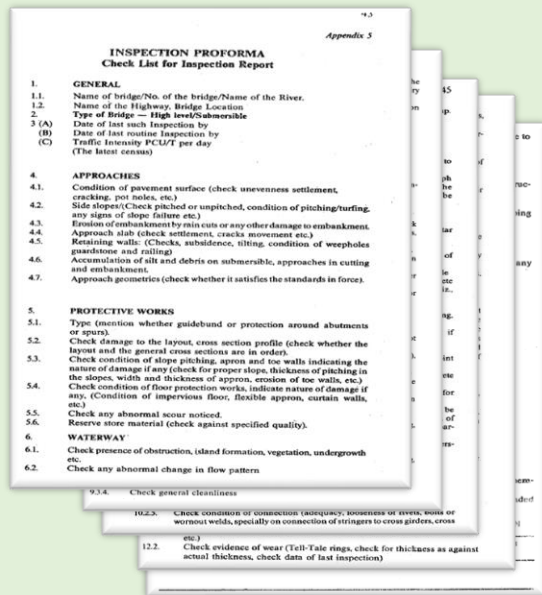 Appendix 5
INSPECTION PROFORMA
Check List for Inspection Report
1. GENERAL
1.1. Name of bridge/No. of the bridge/Name of the River.
1.2. Name of the Highway, Bridge Location
2. Type of Bridge — High level/Submersible
3 (A) Date of last such Inspection by
(B) Date of last routine Inspection by
(C) Traffic Intensity PCU/T per day
(The latest census)
4. APPROACHES
4.1. Condition of pavement surface (check unevenness settlement,
cracking, pot holes, etc.)
4.2. Side slopes/(Check pitched or unpitched, condition of pitching/turfing,
any signs of slope failure etc.)
4.3. Erosion of embankment by rain cuts or any other damage to embankment.
4.4. Approach slab (check settlement, cracks movement etc.)
4.5. Retaining walls: (Checks, subsidence, tilting, condition of weepholes
guardstone and railing)
4.6. Accumulation of silt and debris on submersible, approaches in cutting
and embankment.
4.7. Approach geometrics (check whether it satisfies the standards in force).
5. PROTECTIVE WORKS
5.1. Type (mention whether guidebund or protection around abutments
or spurs).
5.2. Check damage to the layout, cross section profile (check whether the
layout and the general cross sections are in order).
5.3. Check condition of slope pitching, apron and toe walls indicating the
nature of damage if any (check for proper slope, thickness of pitching in
the slopes, width and thickness of appron, erosion of toe walls, etc.)
5.4. Check condition of floor protection works, indicate nature of damage if
any, (Condition of impervious floor, flexible appron, curtain walls,
etc.)
5.5. Check any abnormal scour noticed.
5.6. Reserve store material (check against specified quality).
6. WATERWAY
6.1. Check presence of obstruction, island formation, vegetation, undergrowth
etc.
6.2. Check any abnormal change in flow pattern
9.3.4. Check general cleanliness
10.2.3. Check condition of connection (adequacy, looseness of rivets, bolts or
wornout welds, specially on connection of stringers to cross girders, cross
etc.)
12.2. Check evidence of wear (Tell-Tale rings, check for thickness as against
actual thickness, check data of last inspection)